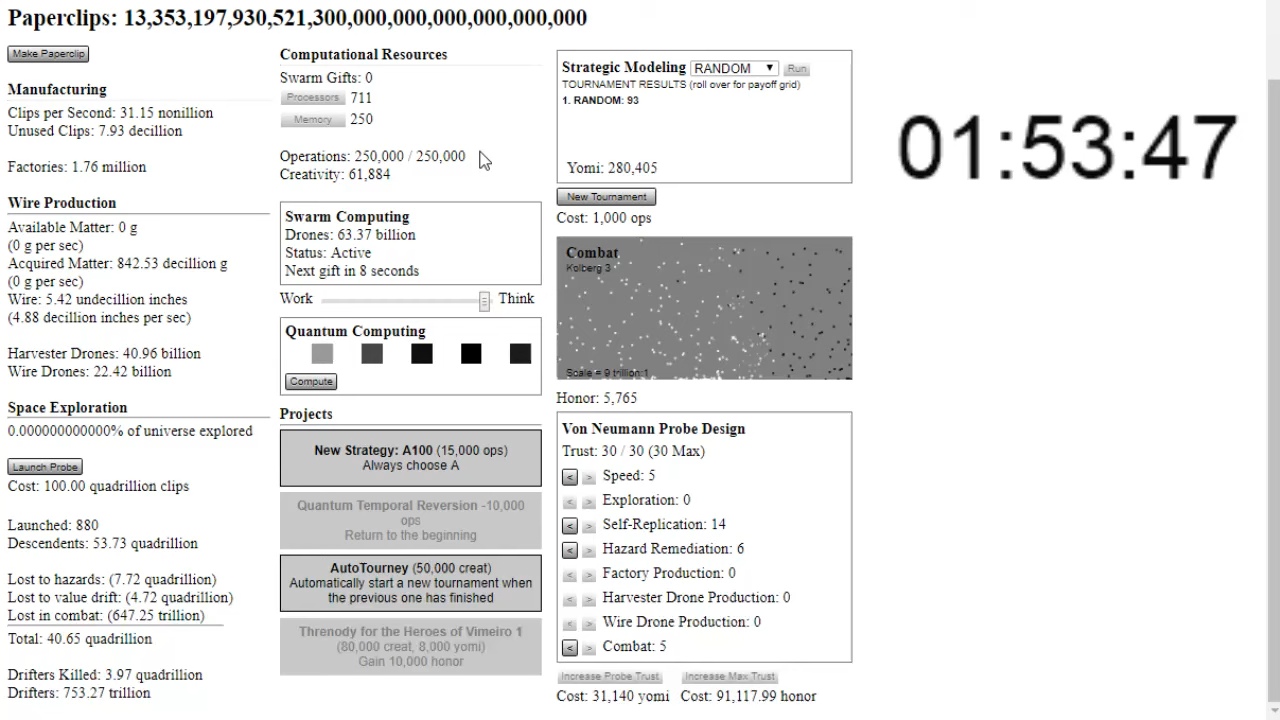 Paperclips: 13,353,197,930,521,300,000,000,000,000,000,000
Make Paperclip
Manufacturing
Clips per Second: 31.15 nonillion
Unused Clips: 7.93 decillion
Factories: 1.76 million
Wire Production
Available Matter: 0 g
(0 g per sec)
Acquired Matter: 842.53 decillion g
(0 g per sec)
Wire: 5.42 undecillion inches
(4.88 decillion inches per sec)
Harvester Drones: 40.96 billion
Wire Drones: 22.42 billion
Space Exploration
0.000000000000% of universe explored
Launch Probe
Cost: 100.00 quadrillion clips
Launched: 880
Descendents: 53.73 quadrillion
Lost to hazards: (7.72 quadrillion)
Lost to value drift: (4.72 quadrillion)
Lost in combat: (647.25 trillion)
Total: 40.65 quadrillion
Drifters Killed: 3.97 quadrillion
Drifters: 753.27 trillion
Computational Resources
Swarm Gifts: 0
Processors 711
Memory 250
Operations: 250,000 / 250,000
Creativity: 61,884
Swarm Computing
Drones: 63.37 billion
Status: Active
Next gift in 8 seconds
Work Think
Quantum Computing
Compute
Projects
New Strategy: A100 (15,000 ops)
Always choose A
Quantum Temporal Reversion -10,000
ops
Return to the beginning
AutoTourney (50,000 creat)
Automatically start a new tournament when
the previous one has finished
Threnody for the Heroes of Vimeiro 1
(80,000 creat, 8,000 yomi)
Gain 10,000 honor
Strategic Modeling RANDOM ▼ Run
TOURNAMENT RESULTS (roll over for payoff grid)
1. RANDOM: 93
Yomi: 280,405
New Tournament
Cost: 1,000 ops
Combat
Kolberg 3
Scale = 9 trillion:1
Honor: 5,765
Von Neumann Probe Design
Trust: 30 / 30 (30 Max)
< > Speed: 5
< > Exploration: 0
< > Self-Replication: 14
< > Hazard Remediation: 6
< > Factory Production: 0
< > Harvester Drone Production: 0
< > Wire Drone Production: 0
< > Combat: 5
Increase Probe Trust Increase Max Trust
Cost: 31,140 yomi Cost: 91,117.99 honor
01:53:47